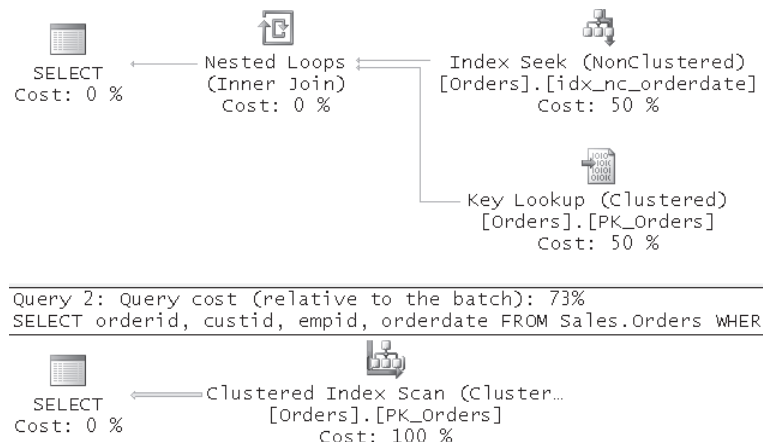 SELECT
Cost: 0 %
Nested Loops
(Inner Join)
Cost: 0 %
Index Seek (NonClustered)
[Orders].[idx_nc_orderdate]
Cost: 50 %
Key Lookup (Clustered)
[Orders].[PK_Orders]
Cost: 50 %
Query 2: Query cost (relative to the batch): 73%
SELECT orderid, custid, empid, orderdate FROM Sales.Orders WHER
SELECT
Cost: 0 %
Clustered Index Scan (Cluster…
[Orders].[PK_Orders]
Cost: 100 %